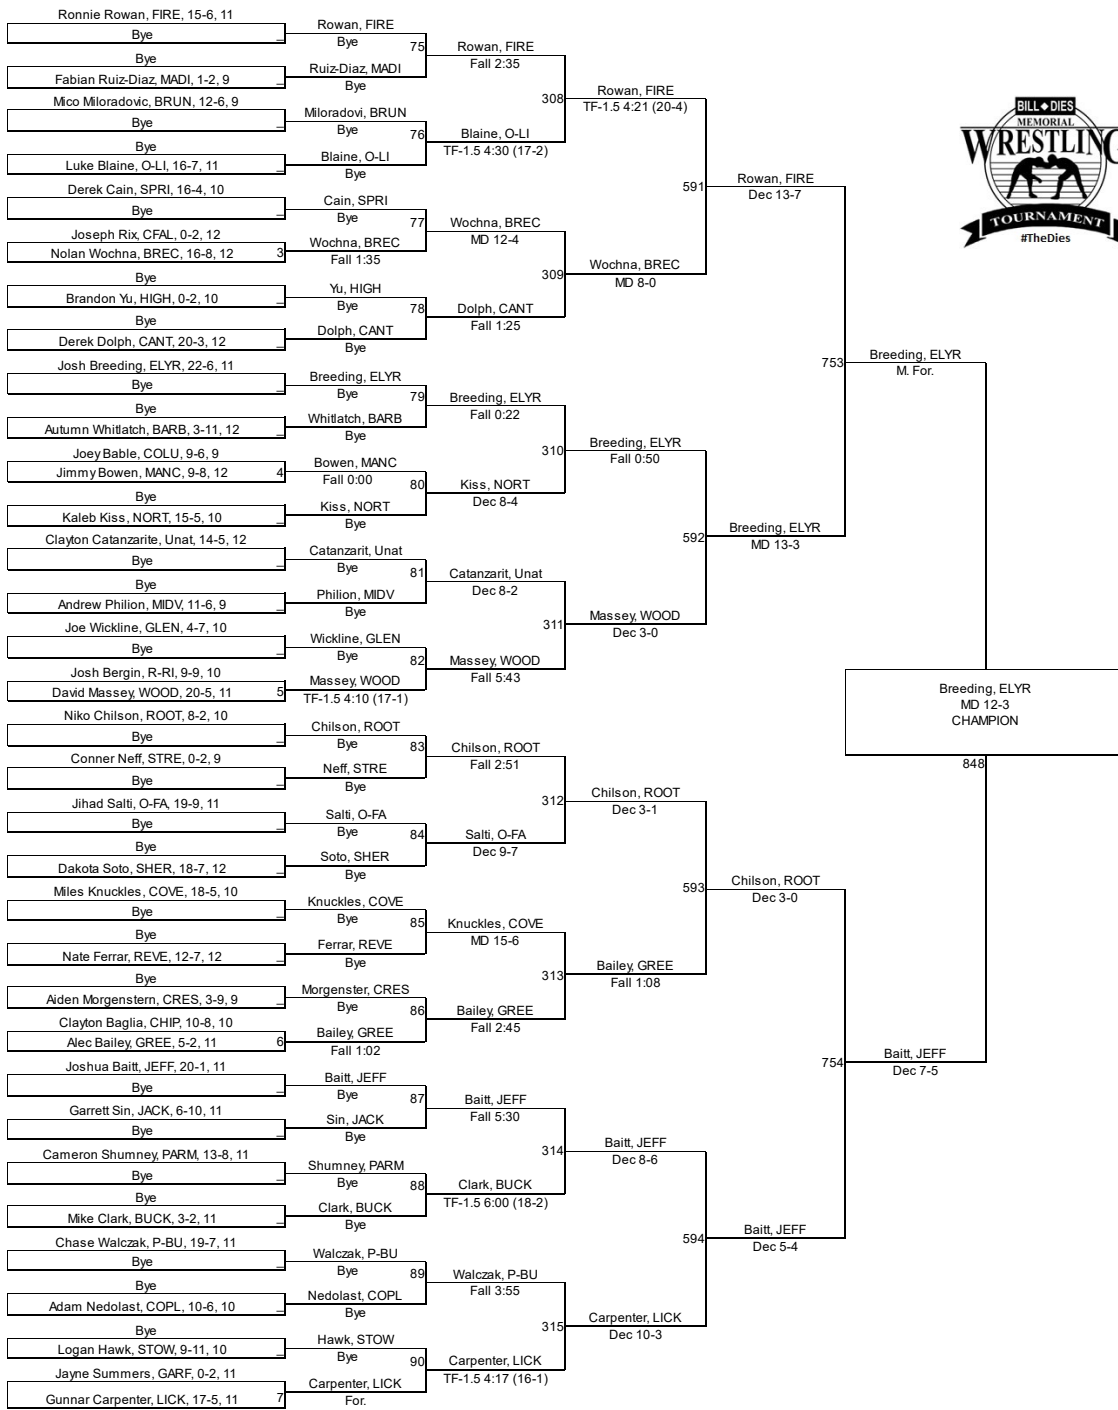 Ronnie Rowan, FIRE, 15-6, 11
Bye
Bye
Fabian Ruiz-Diaz, MADI, 1-2, 9
Mico Miloradovic, BRUN, 12-6, 9
Bye
Bye
Luke Blaine, O-LI, 16-7, 11
Derek Cain, SPRI, 16-4, 10
Bye
Joseph Rix, CFAL, 0-2, 12
Nolan Wochna, BREC, 16-8, 12 3
Bye
Brandon Yu, HIGH, 0-2, 10
Bye
Derek Dolph, CANT, 20-3, 12
Josh Breeding, ELYR, 22-6, 11
Bye
Bye
Autumn Whitlatch, BARB, 3-11, 12
Joey Bable, COLU, 9-6, 9
Jimmy Bowen, MANC, 9-8, 12 4
Bye
Kaleb Kiss, NORT, 15-5, 10
Clayton Catanzarite, Unat, 14-5, 12
Bye
Bye
Andrew Philion, MIDV, 11-6, 9
Joe Wickline, GLEN, 4-7, 10
Bye
Josh Bergin, R-RI, 9-9, 10
David Massey, WOOD, 20-5, 11 5
Niko Chilson, ROOT, 8-2, 10
Bye
Conner Neff, STRE, 0-2, 9
Bye
Jihad Salti, O-FA, 19-9, 11
Bye
Bye
Dakota Soto, SHER, 18-7, 12
Miles Knuckles, COVE, 18-5, 10
Bye
Bye
Nate Ferrar, REVE, 12-7, 12
Bye
Aiden Morgenstern, CRES, 3-9, 9
Clayton Baglia, CHIP, 10-8, 10
Alec Bailey, GREE, 5-2, 11 6
Joshua Baitt, JEFF, 20-1, 11
Bye
Garrett Sin, JACK, 6-10, 11
Bye
Cameron Shumney, PARM, 13-8, 11
Bye
Bye
Mike Clark, BUCK, 3-2, 11
Chase Walczak, P-BU, 19-7, 11
Bye
Bye
Adam Nedolast, COPL, 10-6, 10
Bye
Logan Hawk, STOW, 9-11, 10
Jayne Summers, GARF, 0-2, 11
Gunnar Carpenter, LICK, 17-5, 11 7
Rowan, FIRE
Bye
75
Ruiz-Diaz, MADI
Bye
Miloradovi, BRUN
Bye
76
Blaine, O-LI
Bye
Cain, SPRI
Bye
77
Wochna, BREC
Fall 1:35
Yu, HIGH
Bye
78
Dolph, CANT
Bye
Breeding, ELYR
Bye
79
Whitlatch, BARB
Bye
Bowen, MANC
Fall 0:00
80
Kiss, NORT
Bye
Catanzarit, Unat
Bye
81
Philion, MIDV
Bye
Wickline, GLEN
Bye
82
Massey, WOOD
TF-1.5 4:10 (17-1)
Chilson, ROOT
Bye
83
Neff, STRE
Bye
Salti, O-FA
Bye
84
Soto, SHER
Bye
Knuckles, COVE
Bye
85
Ferrar, REVE
Bye
Morgenster, CRES
Bye
86
Bailey, GREE
Fall 1:02
Baitt, JEFF
Bye
87
Sin, JACK
Bye
Shumney, PARM
Bye
88
Clark, BUCK
Bye
Walczak, P-BU
Bye
89
Nedolast, COPL
Bye
Hawk, STOW
Bye
90
Carpenter, LICK
For.
Rowan, FIRE
Fall 2:35
308
Blaine, O-LI
TF-1.5 4:30 (17-2)
Wochna, BREC
MD 12-4
309
Dolph, CANT
Fall 1:25
Breeding, ELYR
Fall 0:22
310
Kiss, NORT
Dec 8-4
Catanzarit, Unat
Dec 8-2
311
Massey, WOOD
Fall 5:43
Chilson, ROOT
Fall 2:51
312
Salti, O-FA
Dec 9-7
Knuckles, COVE
MD 15-6
313
Bailey, GREE
Fall 2:45
Baitt, JEFF
Fall 5:30
314
Clark, BUCK
TF-1.5 6:00 (18-2)
Walczak, P-BU
Fall 3:55
315
Carpenter, LICK
TF-1.5 4:17 (16-1)
Rowan, FIRE
TF-1.5 4:21 (20-4)
591
Wochna, BREC
MD 8-0
Breeding, ELYR
Fall 0:50
592
Massey, WOOD
Dec 3-0
Chilson, ROOT
Dec 3-1
593
Bailey, GREE
Fall 1:08
Baitt, JEFF
Dec 8-6
594
Carpenter, LICK
Dec 10-3
Rowan, FIRE
Dec 13-7
753
Breeding, ELYR
MD 13-3
Chilson, ROOT
Dec 3-0
754
Baitt, JEFF
Dec 5-4
Breeding, ELYR
M. For.
Breeding, ELYR
MD 12-3
CHAMPION
848
Baitt, JEFF
Dec 7-5
BILL DIES
MEMORIAL
WRESTLING
TOURNAMENT
#TheDies